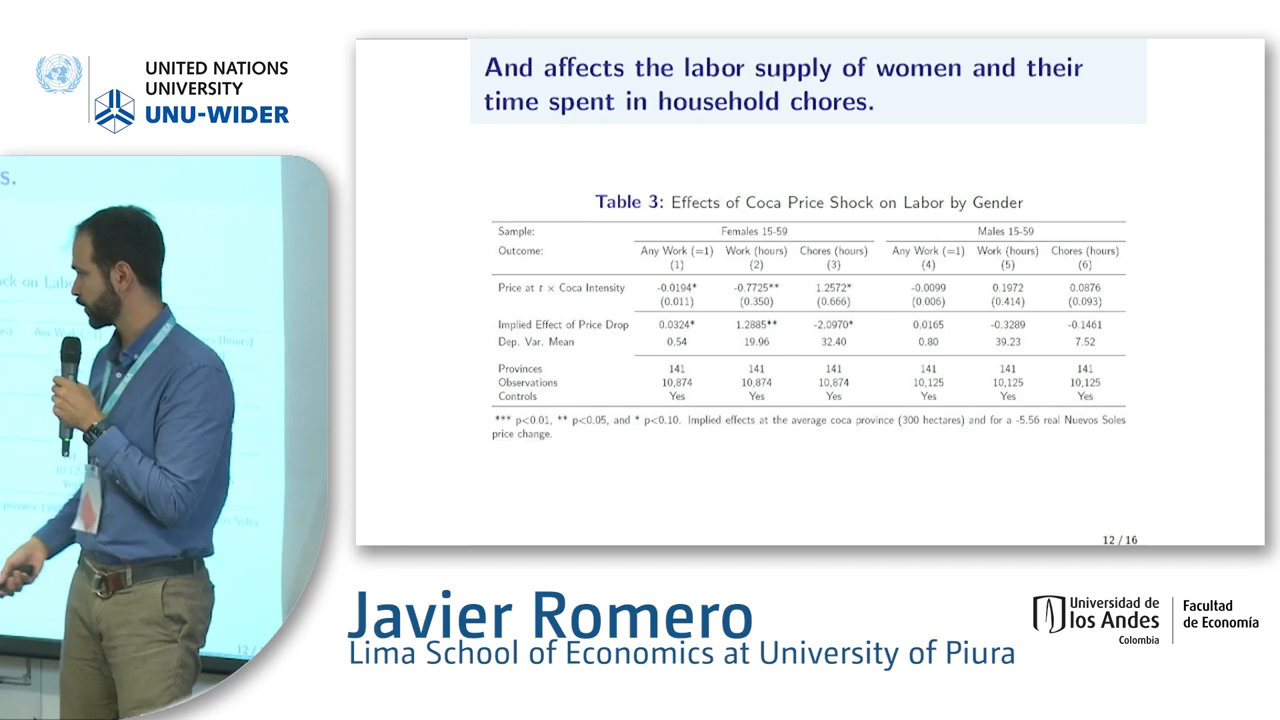 UNITED NATIONS
UNIVERSITY
UNU-WIDER
And affects the labor supply of women and their
time spent in household chores.
Table 3: Effects of Coca Price Shock on Labor by Gender
Sample: Females 15-59 Males 15-59
Outcome: Any Work (=1) Work (hours) Chores (hours) Any Work (=1) Work (hours) Chores (hours)
(1) (2) (3) (4) (5) (6)
Price at t × Coca Intensity -0.0194* -0.7725** 1.2572* -0.0099 0.1972 0.0876
(0.011) (0.350) (0.666) (0.006) (0.414) (0.093)
Implied Effect of Price Drop 0.0324* 1.2885** -2.0970* 0.0165 -0.3289 -0.1461
Dep. Var. Mean 0.54 19.96 32.40 0.80 39.23 7.52
Provinces 141 141 141 141 141 141
Observations 10,874 10,874 10,874 10,125 10,125 10,125
Controls Yes Yes Yes Yes Yes Yes
*** p<0.01, ** p<0.05, and * p<0.10. Implied effects at the average coca province (300 hectares) and for a -5.56 real Nuevos Soles
price change.
12 / 16
s.
Javier Romero
Lima School of Economics at University of Piura
Universidad de
los Andes
Colombia
Facultad
de Economía